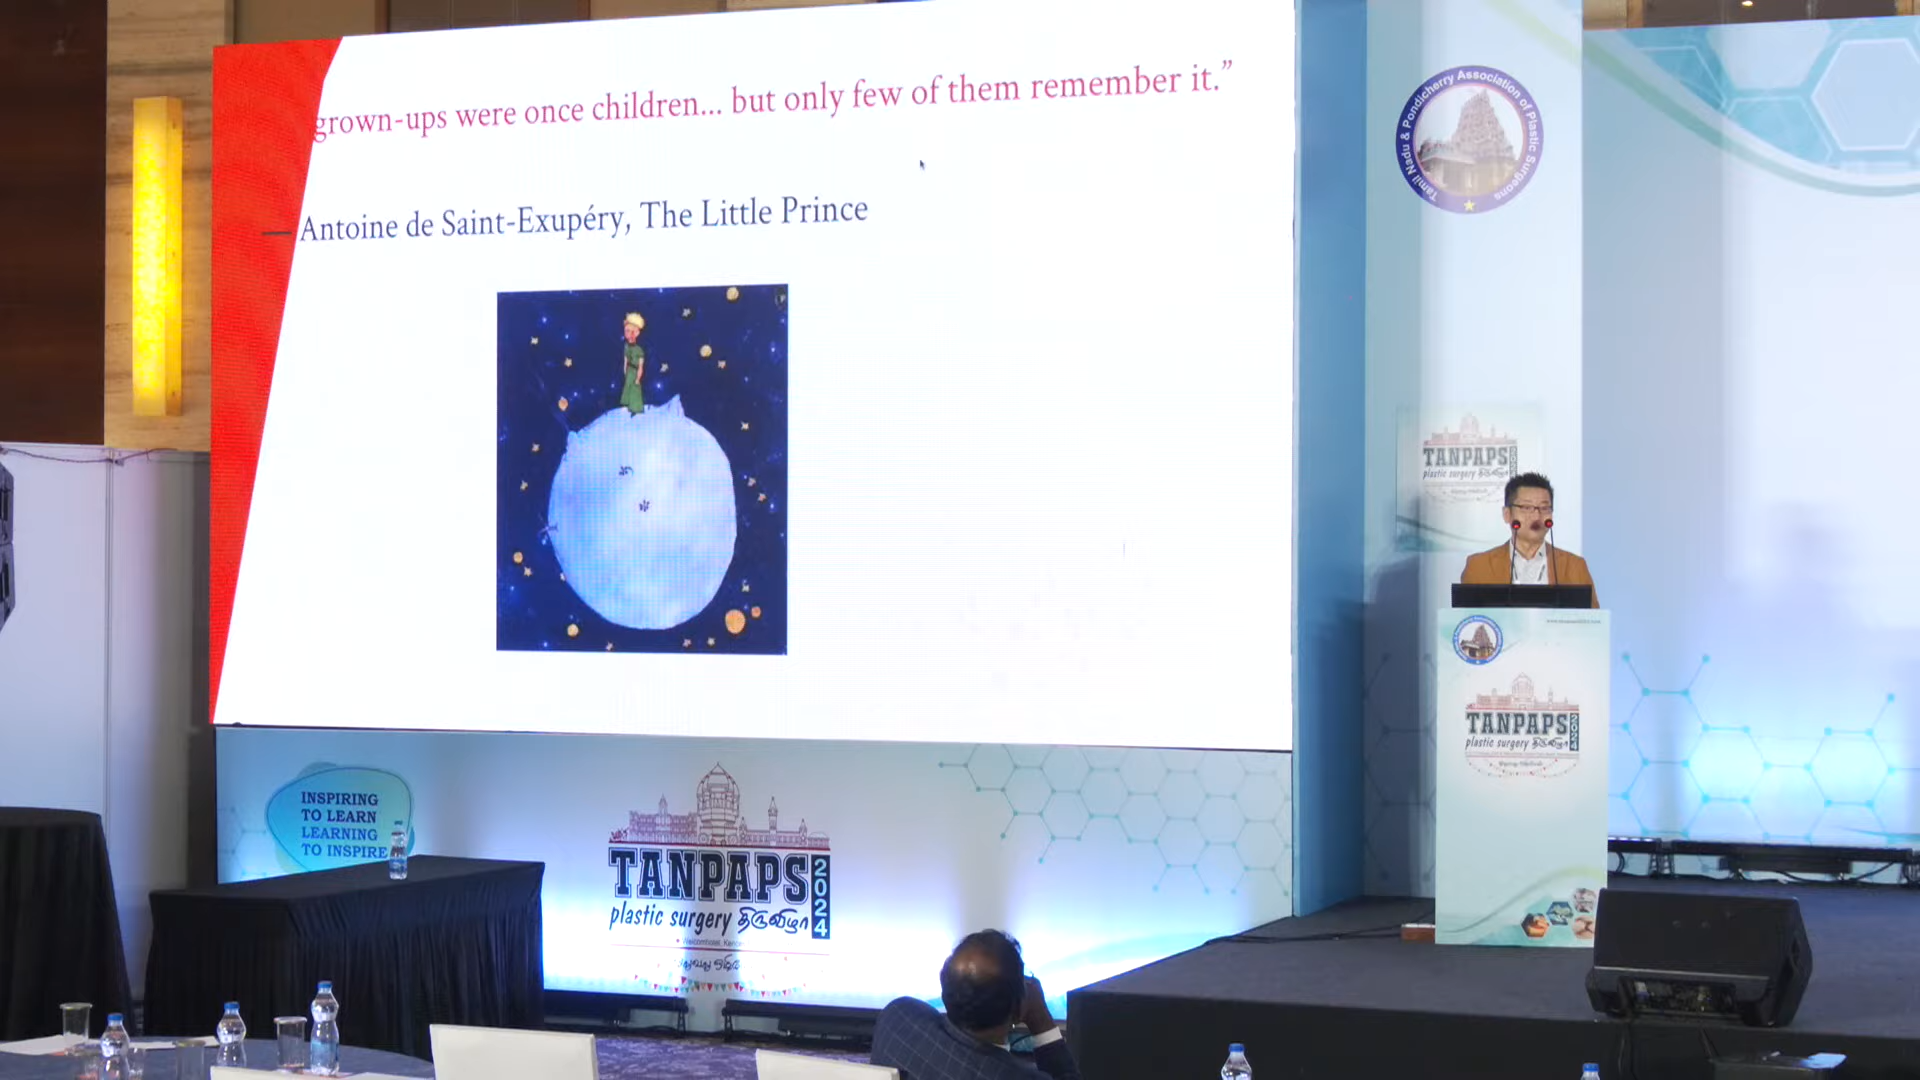 grown-ups were once children... but only few of them remember it.”
— Antoine de Saint-Exupéry, The Little Prince
Tamil Nadu & Pondicherry Association of Plastic Surgeons
TANPAPS
plastic surgery திருவிழா
TANPAPS 2024
plastic surgery திருவிழா
INSPIRING
TO LEARN
LEARNING
TO INSPIRE
TANPAPS 2024
plastic surgery திருவிழா